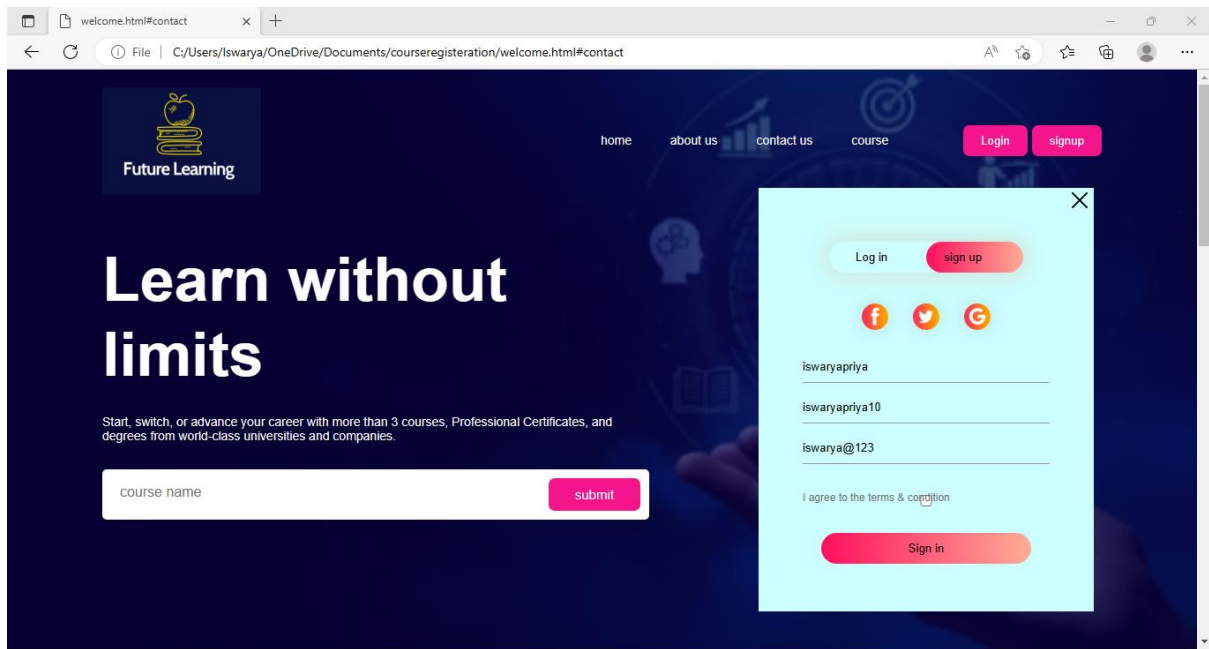 welcome.html#contact
File | C:/Users/Iswarya/OneDrive/Documents/courseregisteration/welcome.html#contact
Future Learning
home about us contact us course Login signup
Learn without
limits
Start, switch, or advance your career with more than 3 courses, Professional Certificates, and
degrees from world-class universities and companies.
course name submit
Log in sign up
iswaryapriya
iswaryapriya10
iswarya@123
I agree to the terms & condition
Sign in